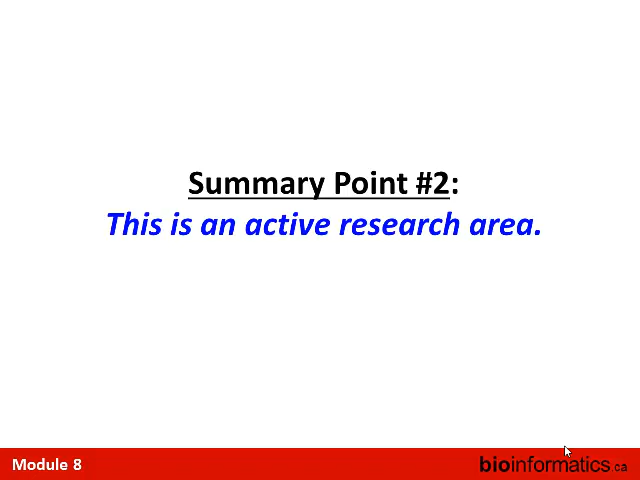 Summary Point #2:
This is an active research area.
Module 8
bioinformatics.ca